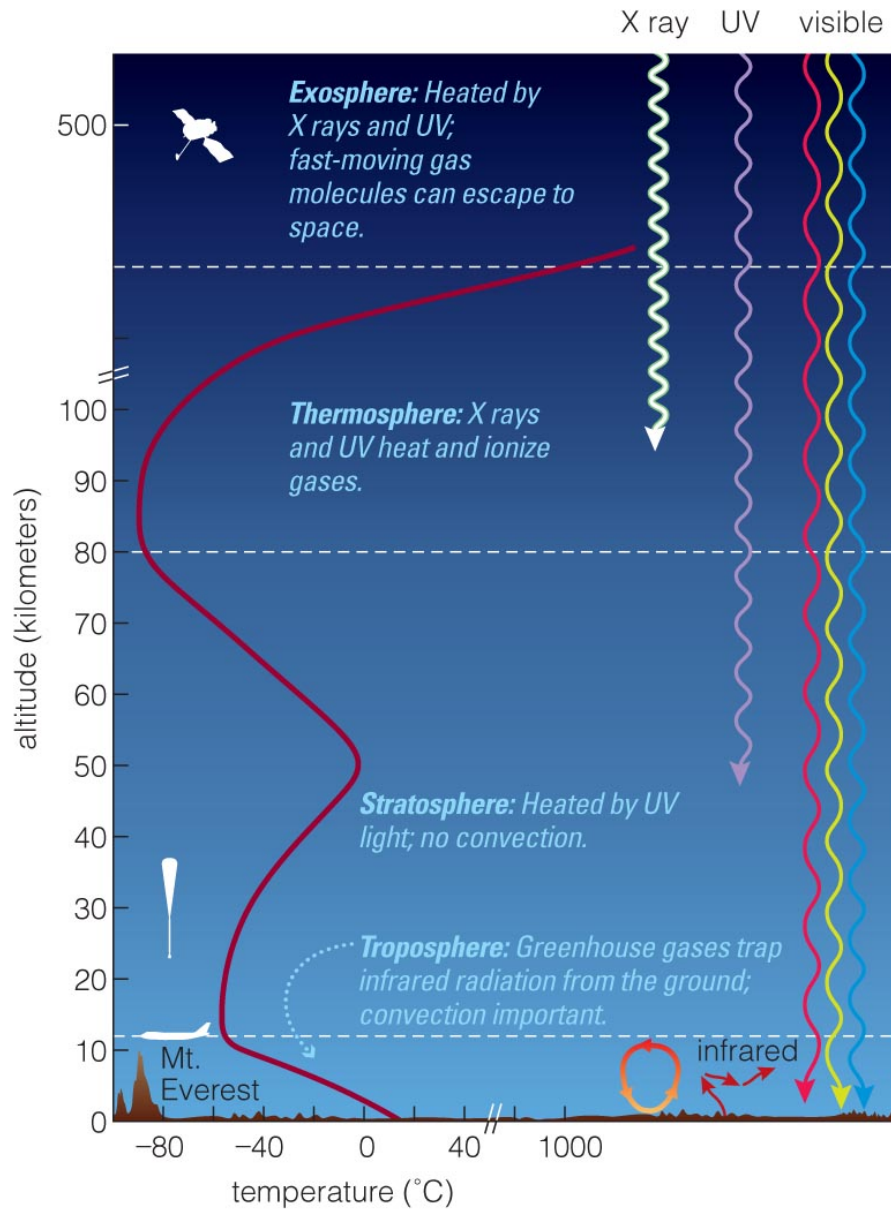 X ray UV visible
Exosphere: Heated by
X rays and UV;
fast-moving gas
molecules can escape to
space.
500
100
Thermosphere: X rays
and UV heat and ionize
gases.
90
80
70
60
50
40
30
20
10
0
altitude (kilometers)
Stratosphere: Heated by UV
light; no convection.
Troposphere: Greenhouse gases trap
infrared radiation from the ground;
convection important.
Mt.
Everest
infrared
−80 −40 0 40 1000
temperature (˚C)